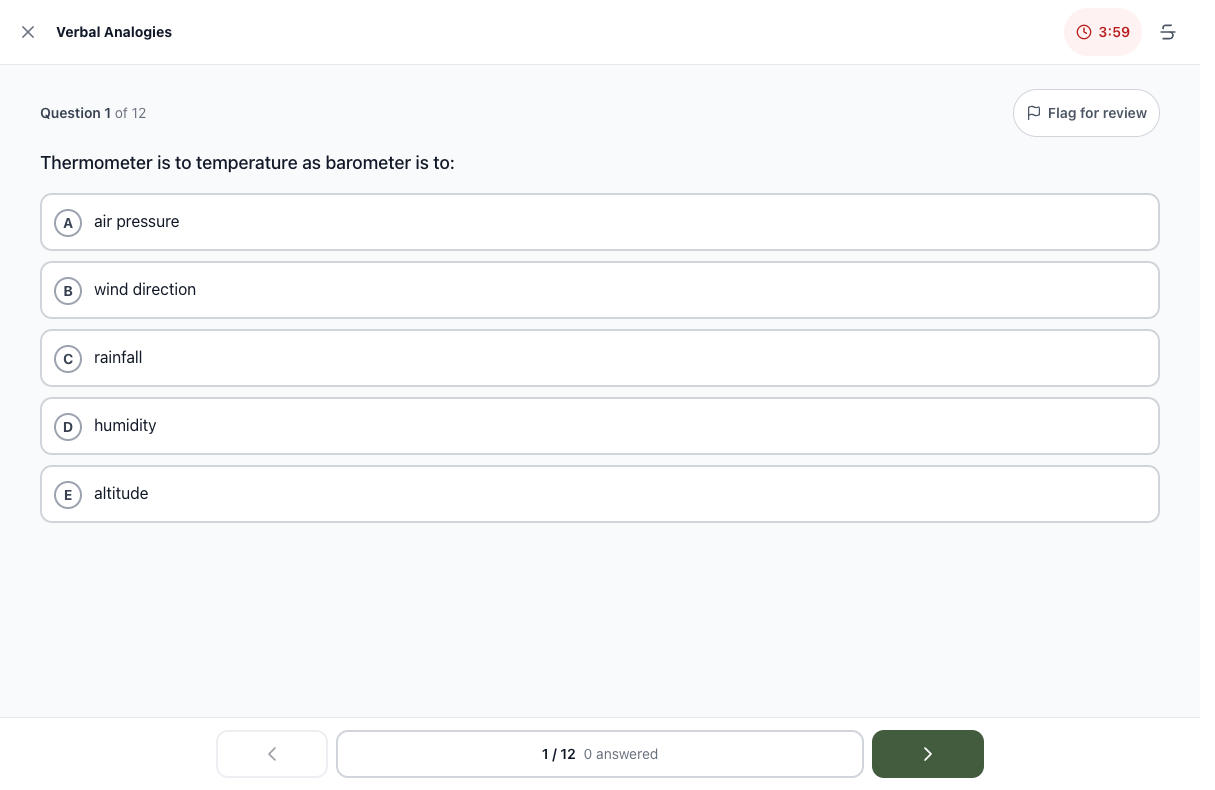 Verbal Analogies
3:59
Question 1 of 12
Flag for review
Thermometer is to temperature as barometer is to:
A air pressure
B wind direction
C rainfall
D humidity
E altitude
1 / 12 0 answered